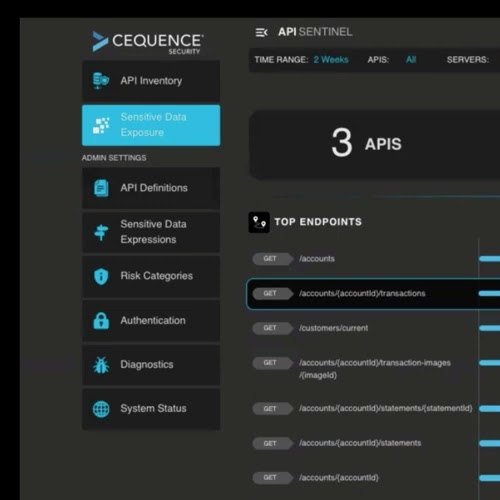 CEQUENCE
SECURITY
API Inventory
Sensitive Data
Exposure
ADMIN SETTINGS
API Definitions
Sensitive Data
Expressions
Risk Categories
Authentication
Diagnostics
System Status
API SENTINEL
TIME RANGE: 2 Weeks APIS: All SERVERS:
3 APIS
TOP ENDPOINTS
GET /accounts
GET /accounts/{accountId}/transactions
GET /customers/current
GET /accounts/{accountId}/transaction-images
/{imageId}
GET /accounts/{accountId}/statements/{statementId}
GET /accounts/{accountId}/statements
GET /accounts/{accountId}